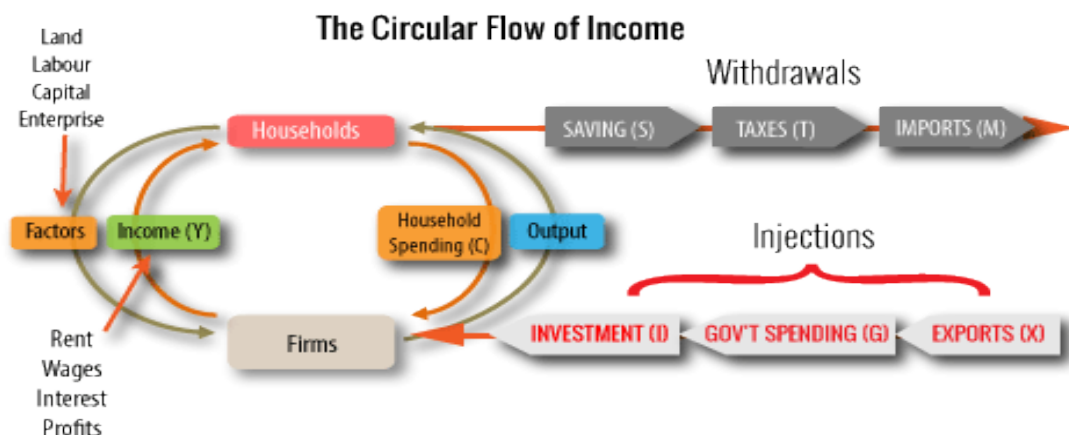 The Circular Flow of Income
Land
Labour
Capital
Enterprise
Withdrawals
Households
SAVING (S)
TAXES (T)
IMPORTS (M)
Factors
Income (Y)
Household
Spending (C)
Output
Injections
Firms
INVESTMENT (I)
GOV'T SPENDING (G)
EXPORTS (X)
Rent
Wages
Interest
Profits